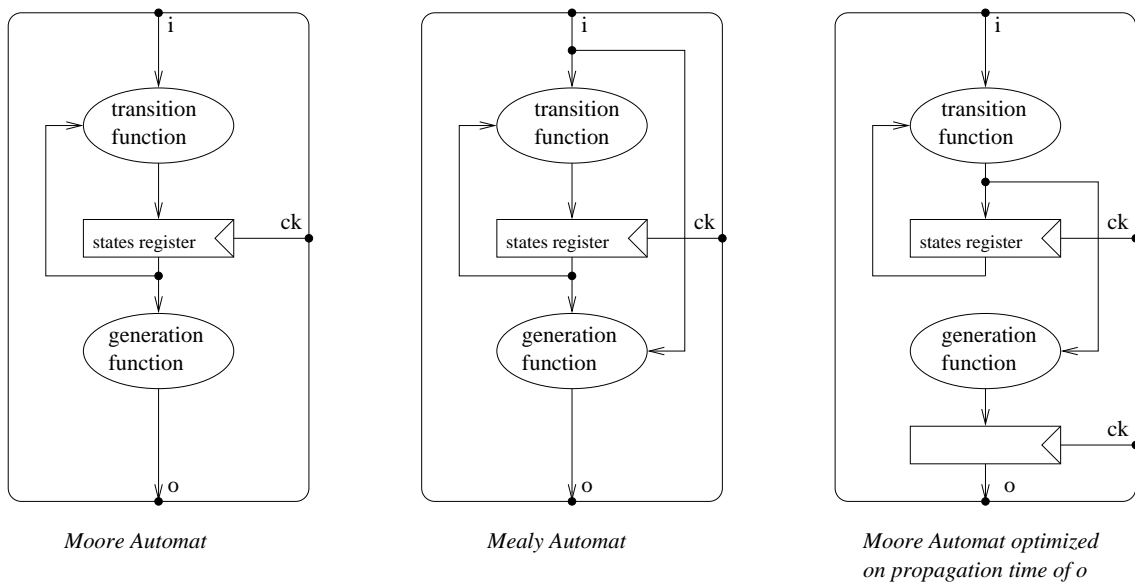 i
transition
function
ck
states register
generation
function
o
Moore Automat
i
transition
function
ck
states register
generation
function
o
Mealy Automat
i
transition
function
ck
states register
generation
function
ck
o
Moore Automat optimized
on propagation time of o